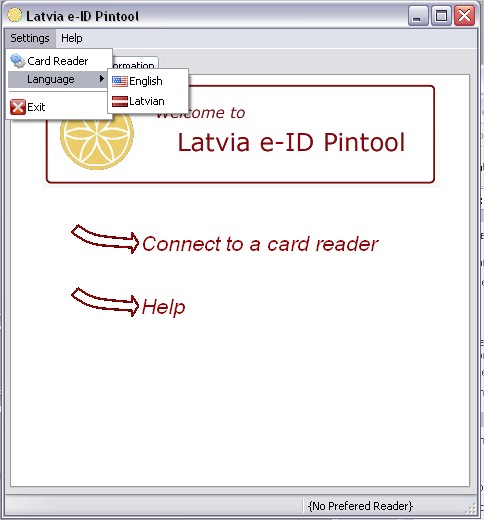 Latvia e-ID Pintool
Settings Help
Card Reader
Language
English
Latvian
Exit
Welcome to
Latvia e-ID Pintool
Connect to a card reader
Help
{No Prefered Reader}